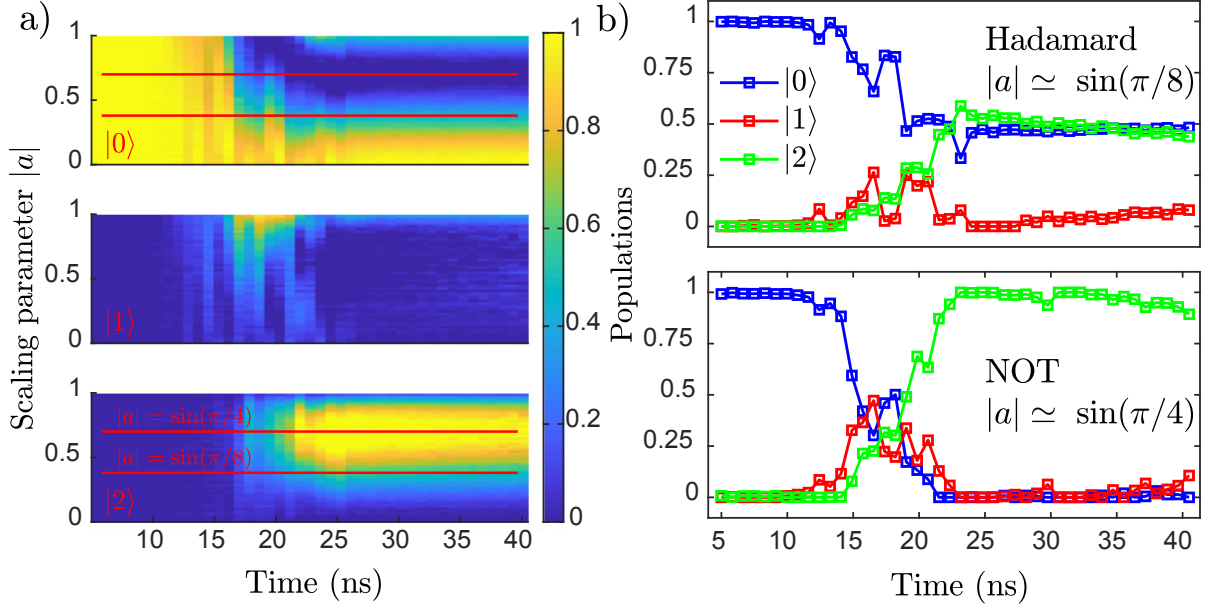 a)
Scaling parameter |a|
1
0.5
0
|0⟩
1
0.5
0
|1⟩
1
0.5
0
|a| = sin(π/4)
|a| = sin(π/8)
|2⟩
10 15 20 25 30 35 40
Time (ns)
1
0.8
0.6
0.4
0.2
0
b)
Populations
1
0.75
0.5
0.25
0
|0⟩
|1⟩
|2⟩
Hadamard
|a| ≃ sin(π/8)
1
0.75
0.5
0.25
0
NOT
|a| ≃ sin(π/4)
5 10 15 20 25 30 35 40
Time (ns)